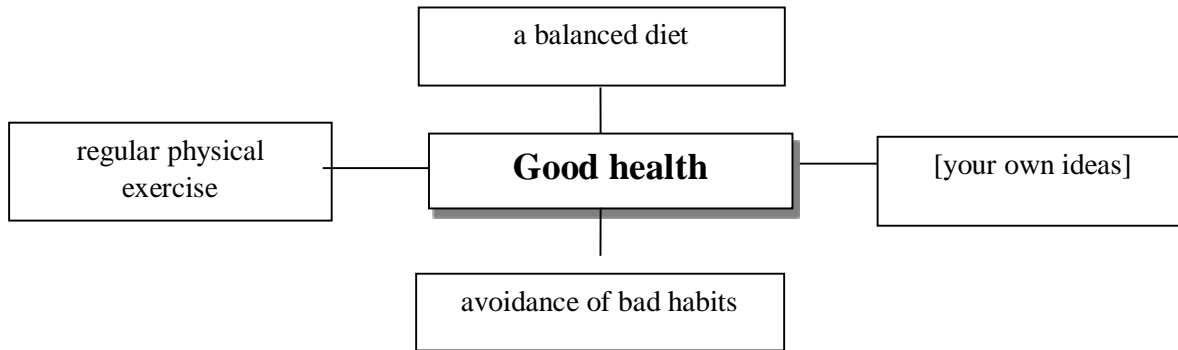 a balanced diet
regular physical
exercise
Good health
[your own ideas]
avoidance of bad habits